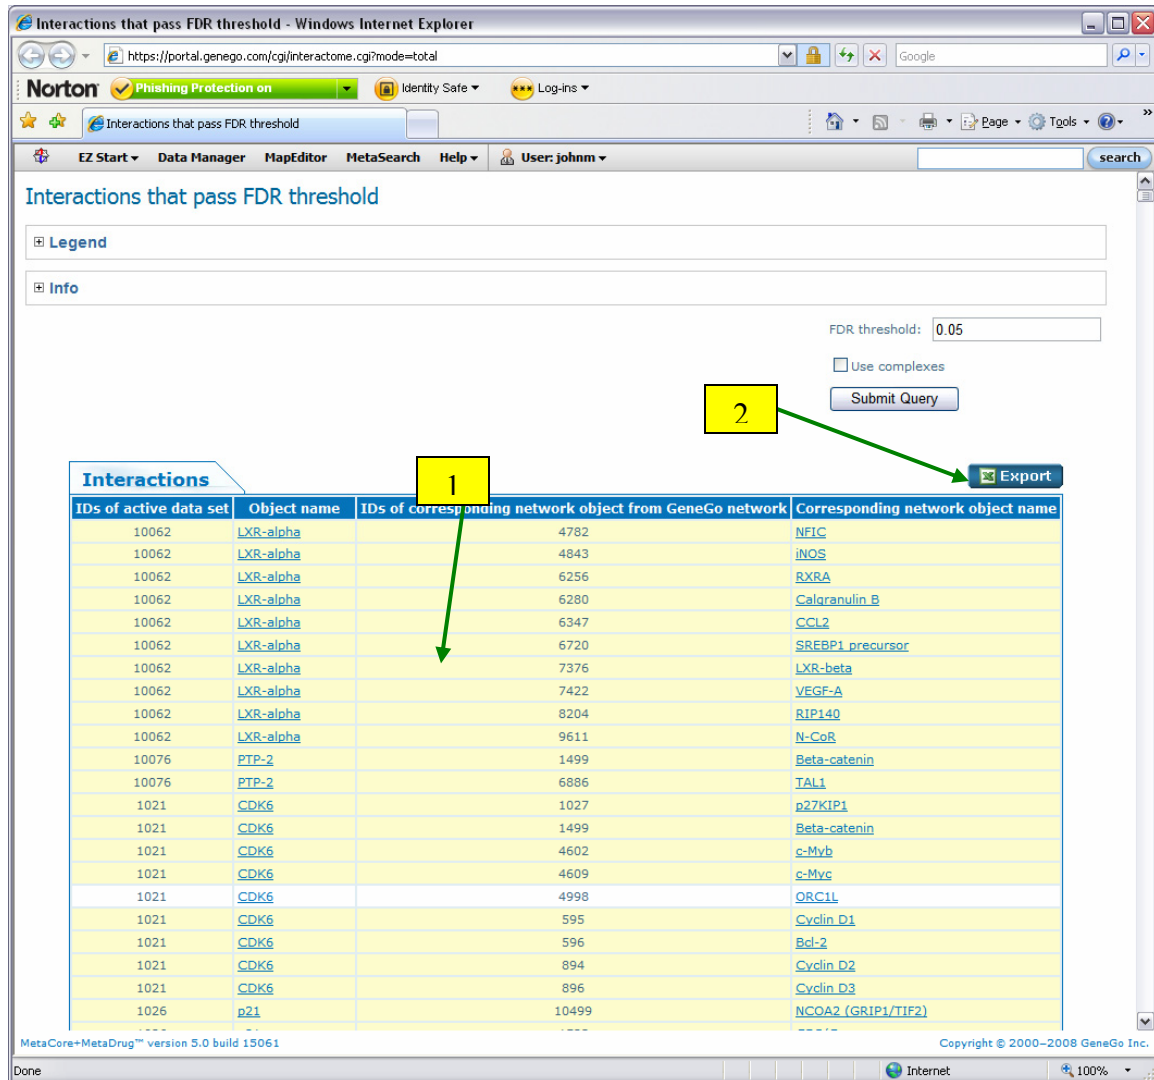 Interactions that pass FDR threshold - Windows Internet Explorer
https://portal.genego.com/cgi/interactome.cgi?mode=total
Google
Norton Phishing Protection on Identity Safe Log-ins
Interactions that pass FDR threshold
Page Tools »
EZ Start Data Manager MapEditor MetaSearch Help User: johnm search
Interactions that pass FDR threshold
Legend
Info
FDR threshold: 0.05
Use complexes
Submit Query
2
Interactions
1
Export
IDs of active data set Object name IDs of corresponding network object from GeneGo network Corresponding network object name
10062 LXR-alpha 4782 NFIC
10062 LXR-alpha 4843 iNOS
10062 LXR-alpha 6256 RXRA
10062 LXR-alpha 6280 Calgranulin B
10062 LXR-alpha 6347 CCL2
10062 LXR-alpha 6720 SREBP1 precursor
10062 LXR-alpha 7376 LXR-beta
10062 LXR-alpha 7422 VEGF-A
10062 LXR-alpha 8204 RIP140
10062 LXR-alpha 9611 N-CoR
10076 PTP-2 1499 Beta-catenin
10076 PTP-2 6886 TAL1
1021 CDK6 1027 p27KIP1
1021 CDK6 1499 Beta-catenin
1021 CDK6 4602 c-Myb
1021 CDK6 4609 c-Myc
1021 CDK6 4998 ORC1L
1021 CDK6 595 Cyclin D1
1021 CDK6 596 Bcl-2
1021 CDK6 894 Cyclin D2
1021 CDK6 896 Cyclin D3
1026 p21 10499 NCOA2 (GRIP1/TIF2)
MetaCore+MetaDrug™ version 5.0 build 15061 Copyright © 2000–2008 GeneGo Inc.
Done Internet 100%